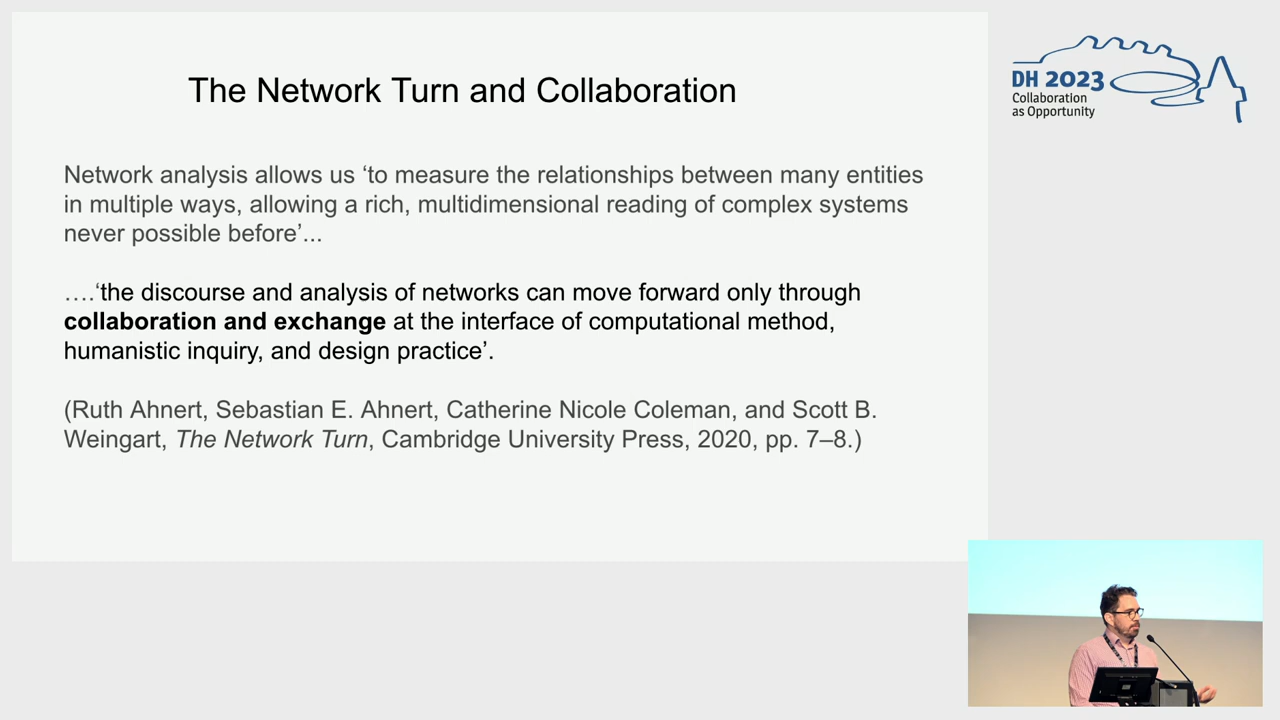 The Network Turn and Collaboration
Network analysis allows us ‘to measure the relationships between many entities
in multiple ways, allowing a rich, multidimensional reading of complex systems
never possible before’...
….‘the discourse and analysis of networks can move forward only through
collaboration and exchange at the interface of computational method,
humanistic inquiry, and design practice’.
(Ruth Ahnert, Sebastian E. Ahnert, Catherine Nicole Coleman, and Scott B.
Weingart, The Network Turn, Cambridge University Press, 2020, pp. 7–8.)
DH 2023
Collaboration
as Opportunity